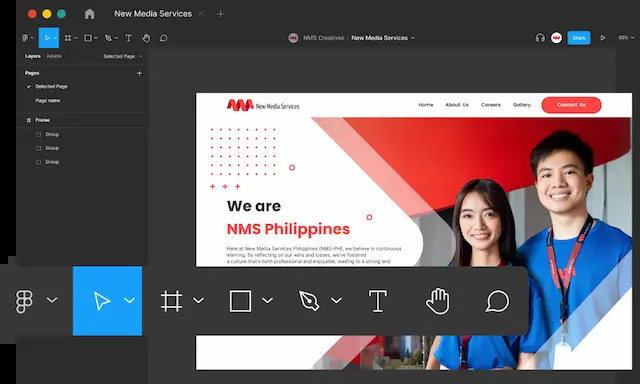 New Media Services
NMS Creatives / New Media Services
Share
50%
Layers Assets Selected Page
Pages
Selected Page
Page name
Frame
Group
Group
Group
New Media Services
Home About Us Careers Gallery Contact Us
We are
NMS Philippines
Here at New Media Services Philippines (NMS-PH), we believe in continuous
learning. By reflecting on our wins and losses, we've fostered
a culture that's both professional and enjoyable, leading to a strong and
T